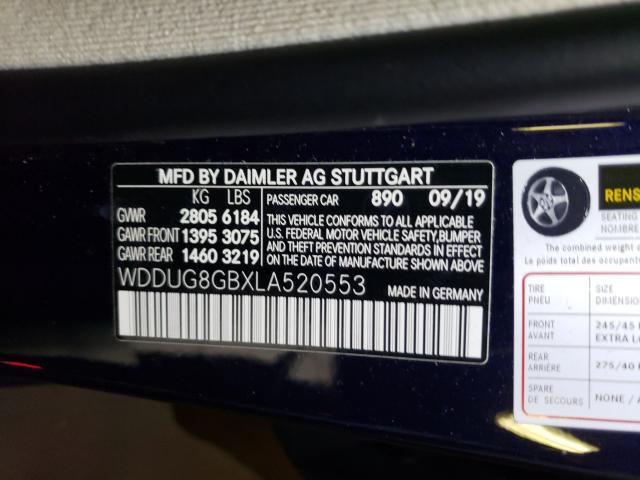 MFD BY DAIMLER AG STUTTGART
KG LBS
GVWR 2805 6184
GAWR FRONT 1395 3075
GAWR REAR 1460 3219
PASSENGER CAR 890 09/19
THIS VEHICLE CONFORMS TO ALL APPLICABLE
U.S. FEDERAL MOTOR VEHICLE SAFETY,BUMPER
AND THEFT PREVENTION STANDARDS IN EFFECT
ON THE DATE OF MANUFACTURE SHOWN ABOVE
WDDUG8GBXLA520553 MADE IN GERMANY
SEATING
NOMBRE
The combined weight
Le poids total des occupants
TIRE SIZE
PNEU
FRONT 245/45
AVANT EXTRA
REAR 275/40
ARRIÈRE
SPARE NONE /
DE SECOURS